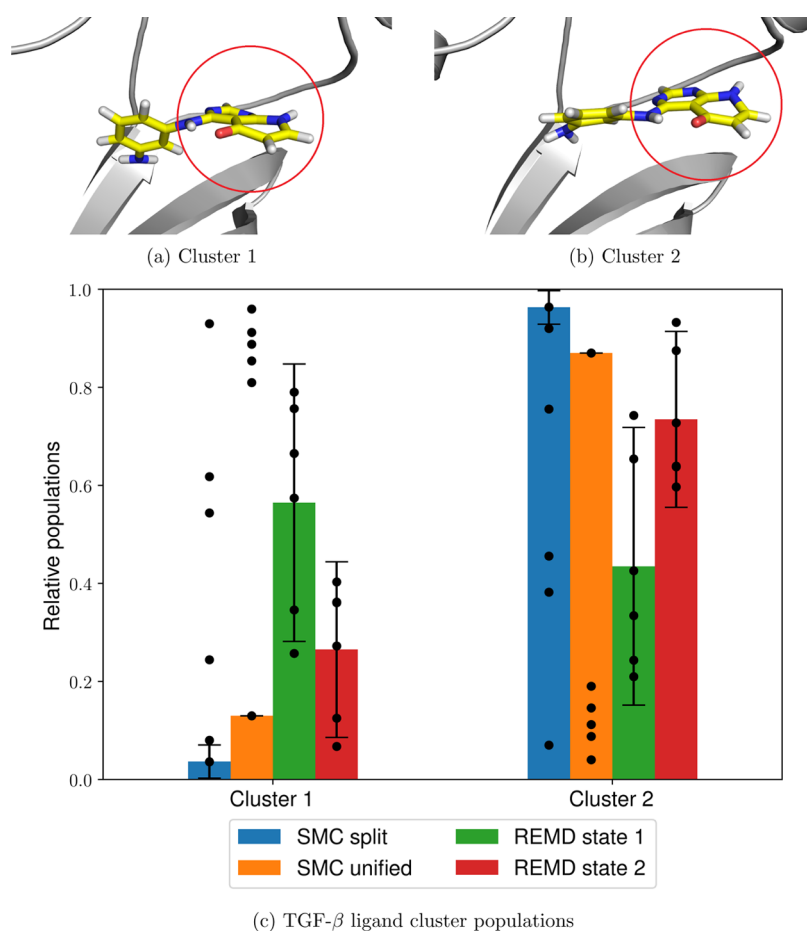 (a) Cluster 1
(b) Cluster 2
Relative populations
1.0
0.8
0.6
0.4
0.2
0.0
Cluster 1
Cluster 2
SMC split
REMD state 1
SMC unified
REMD state 2
(c) TGF-β ligand cluster populations